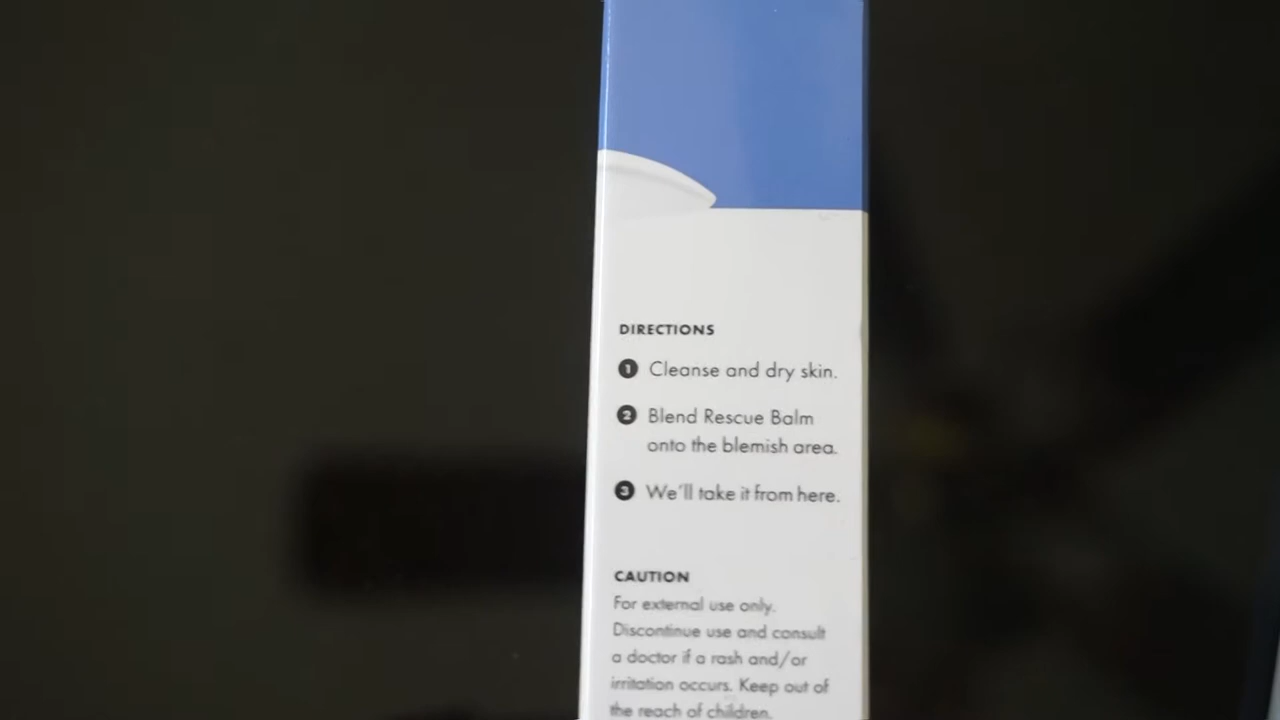 DIRECTIONS
1 Cleanse and dry skin.
2 Blend Rescue Balm
onto the blemish area.
3 We'll take it from here.
CAUTION
For external use only.
Discontinue use and consult
a doctor if a rash and/or
irritation occurs. Keep out of
the reach of children.